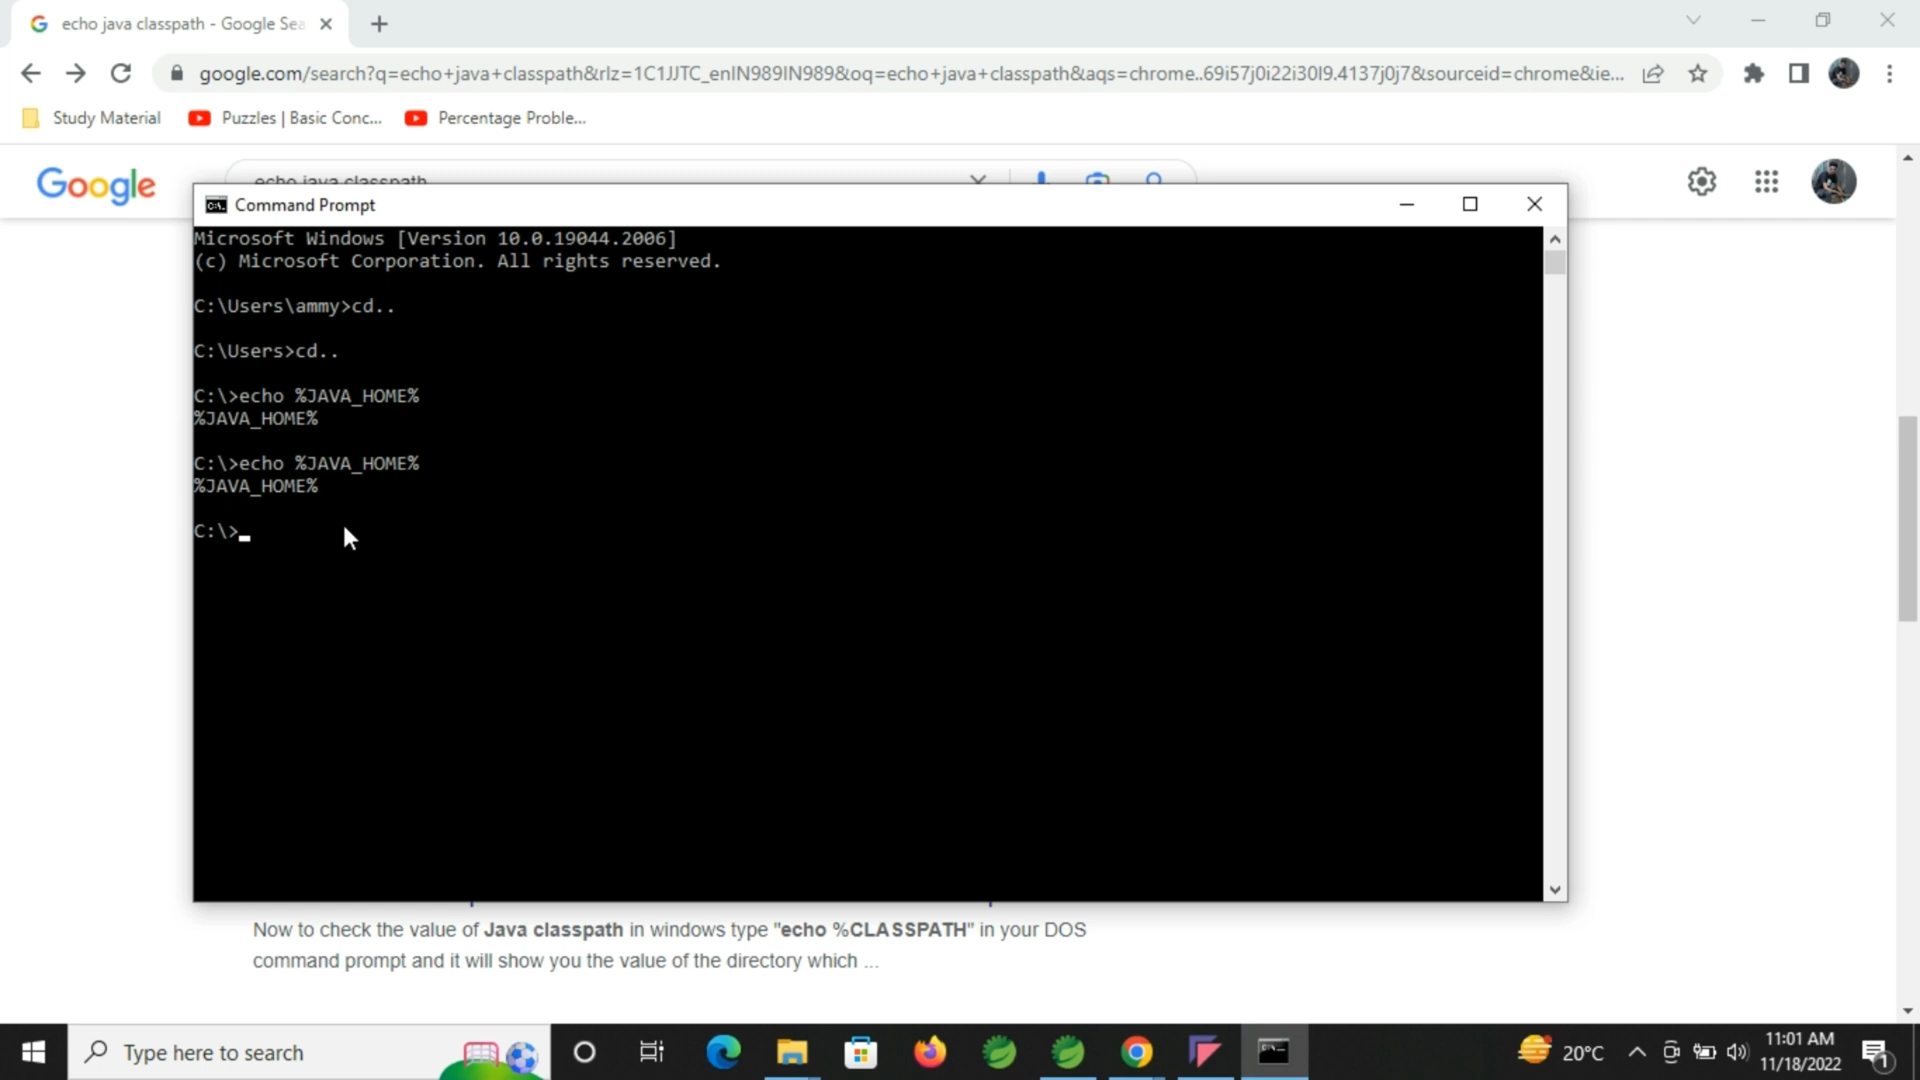 echo java classpath - Google Sea
google.com/search?q=echo+java+classpath&rlz=1C1JJTC_enIN989IN989&oq=echo+java+classpath&aqs=chrome..69i57j0i22i30l9.4137j0j7&sourceid=chrome&ie...
Study Material
Puzzles | Basic Conc...
Percentage Proble...
Google
echo java classpath
Command Prompt
Microsoft Windows [Version 10.0.19044.2006]
(c) Microsoft Corporation. All rights reserved.
C:\Users\ammy>cd..
C:\Users>cd..
C:\>echo %JAVA_HOME%
%JAVA_HOME%
C:\>echo %JAVA_HOME%
%JAVA_HOME%
C:\>
Now to check the value of Java classpath in windows type "echo %CLASSPATH" in your DOS
command prompt and it will show you the value of the directory which ...
Type here to search
20°C
11:01 AM
11/18/2022
1